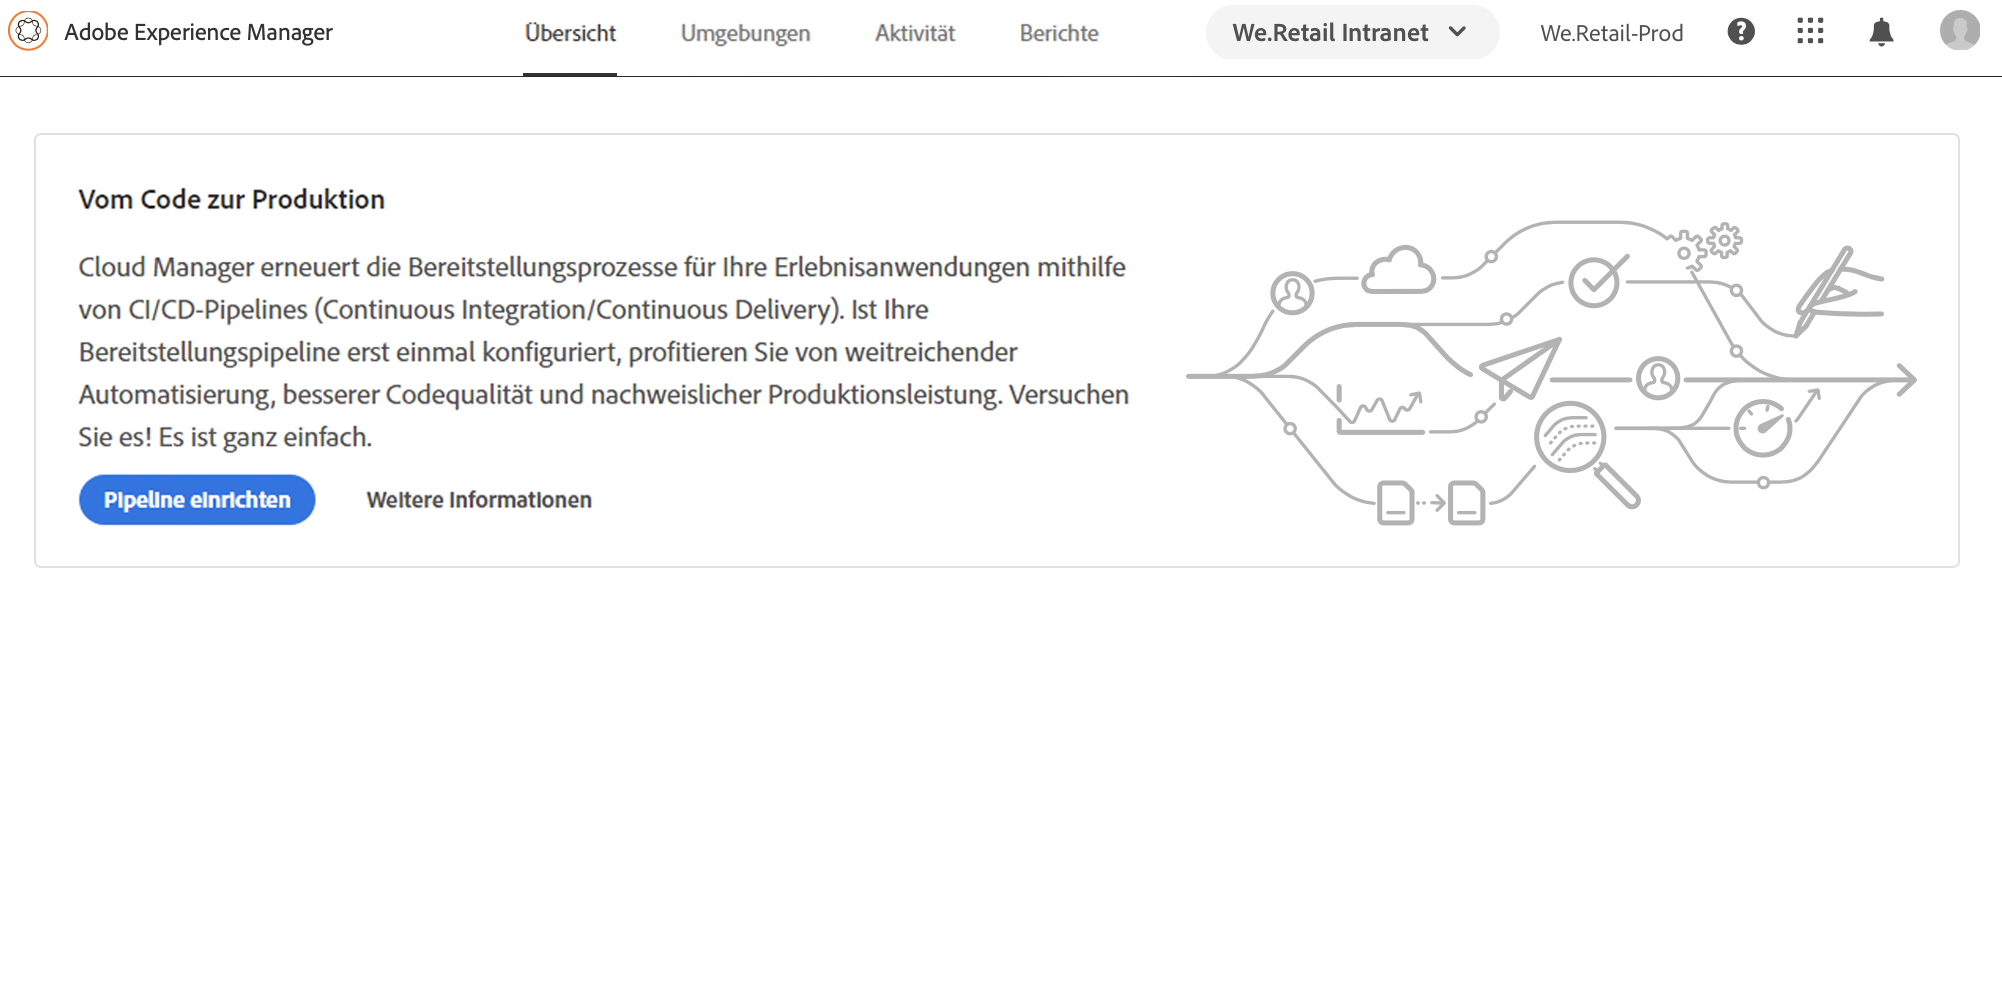 Adobe Experience Manager
Übersicht
Umgebungen
Aktivität
Berichte
We.Retail Intranet
We.Retail-Prod
Vom Code zur Produktion
Cloud Manager erneuert die Bereitstellungsprozesse für Ihre Erlebnisanwendungen mithilfe
von CI/CD-Pipelines (Continuous Integration/Continuous Delivery). Ist Ihre
Bereitstellungspipeline erst einmal konfiguriert, profitieren Sie von weitreichender
Automatisierung, besserer Codequalität und nachweislicher Produktionsleistung. Versuchen
Sie es! Es ist ganz einfach.
Pipeline einrichten
Weitere Informationen